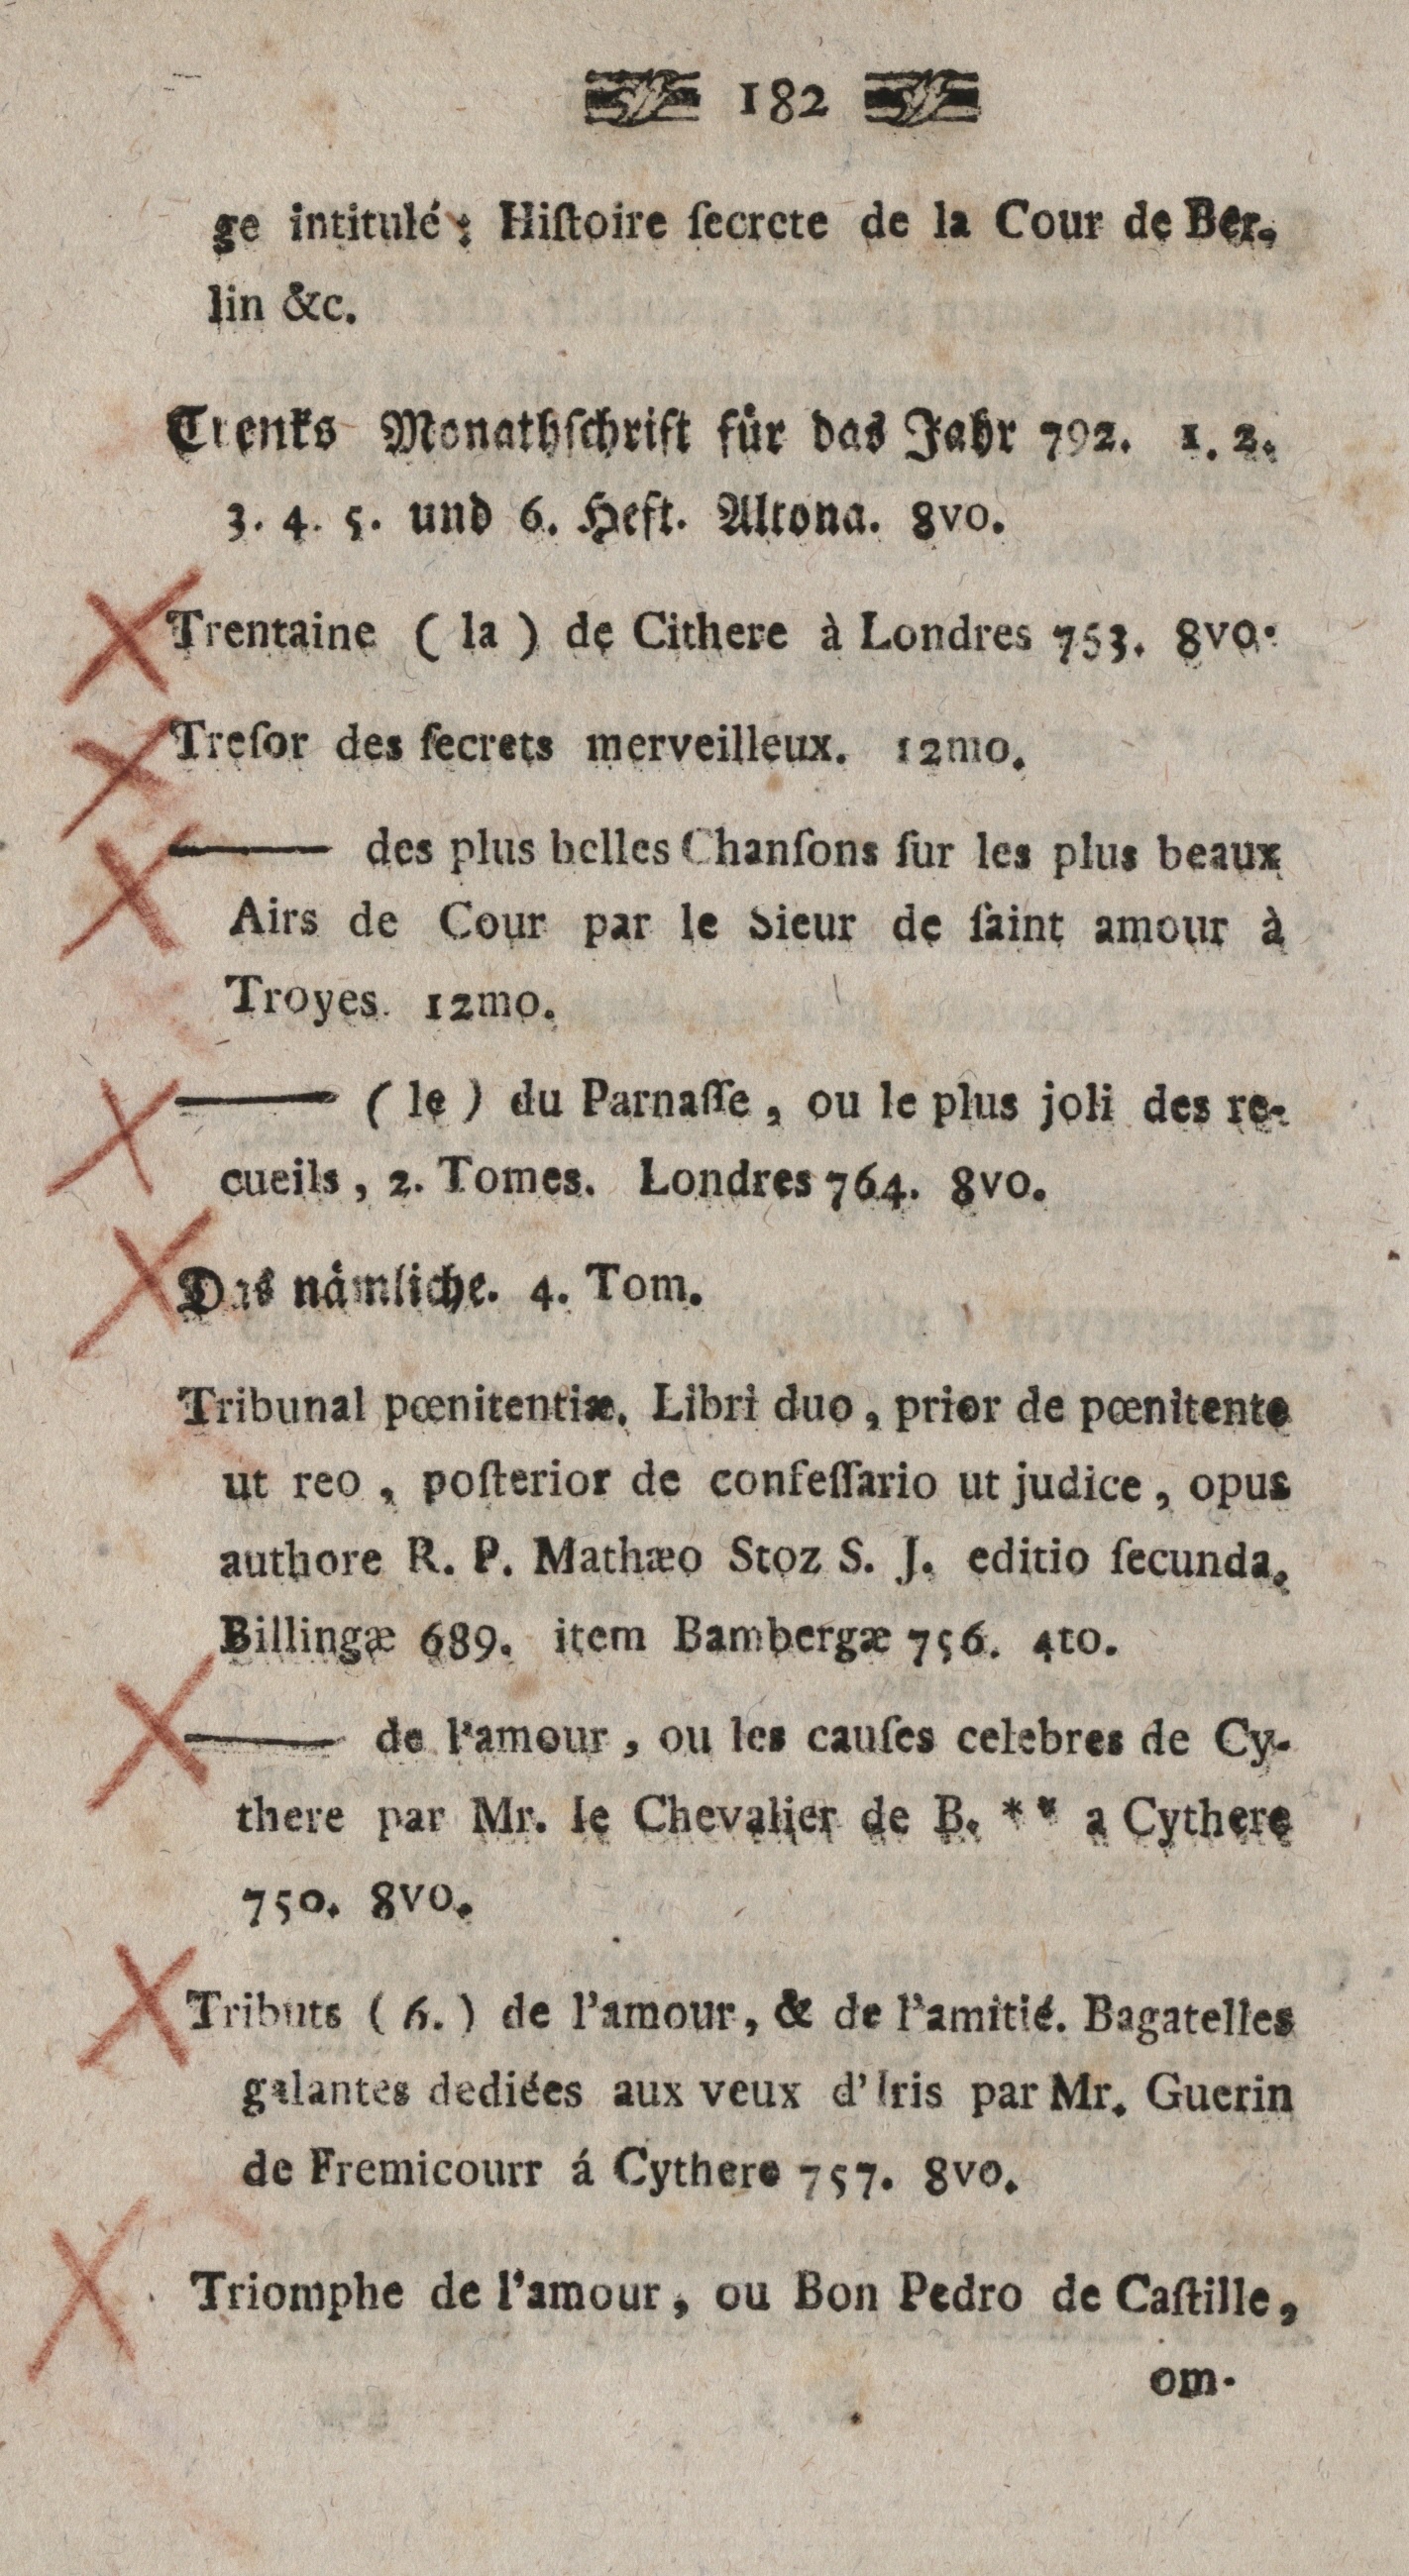 182
ge intitulé: Hiſtoire ſecrete de la Cour de Ber-
lin &c.
Trenks Monathſchrift für das Jahr 792. 1. 2.
3. 4. 5. und 6. Heft. Altona. 8vo.
Trentaine ( la ) de Cithere à Londres 753. 8vo.
Treſor des ſecrets merveilleux. 12mo.
—— des plus belles Chanſons ſur les plus beaux
Airs de Cour par le Sieur de ſaint amour à
Troyes. 12mo.
—— ( le ) du Parnaſſe, ou le plus joli des re-
cueils, 2. Tomes. Londres 764. 8vo.
Das nämliche. 4. Tom.
Tribunal pœnitentiæ. Libri duo, prior de pœnitente
ut reo, poſterior de confeſſario ut judice, opus
authore R. P. Mathæo Stoz S. J. editio ſecunda.
Billingæ 689. item Bambergæ 756. 4to.
—— de l'amour, ou les cauſes celebres de Cy-
there par Mr. le Chevalier de B. ** a Cythere
750. 8vo.
Tributs ( 6. ) de l'amour, & de l'amitié. Bagatelles
galantes dediées aux veux d'Iris par Mr. Guerin
de Fremicourr á Cythere 757. 8vo.
Triomphe de l'amour, ou Bon Pedro de Caſtille,
om-